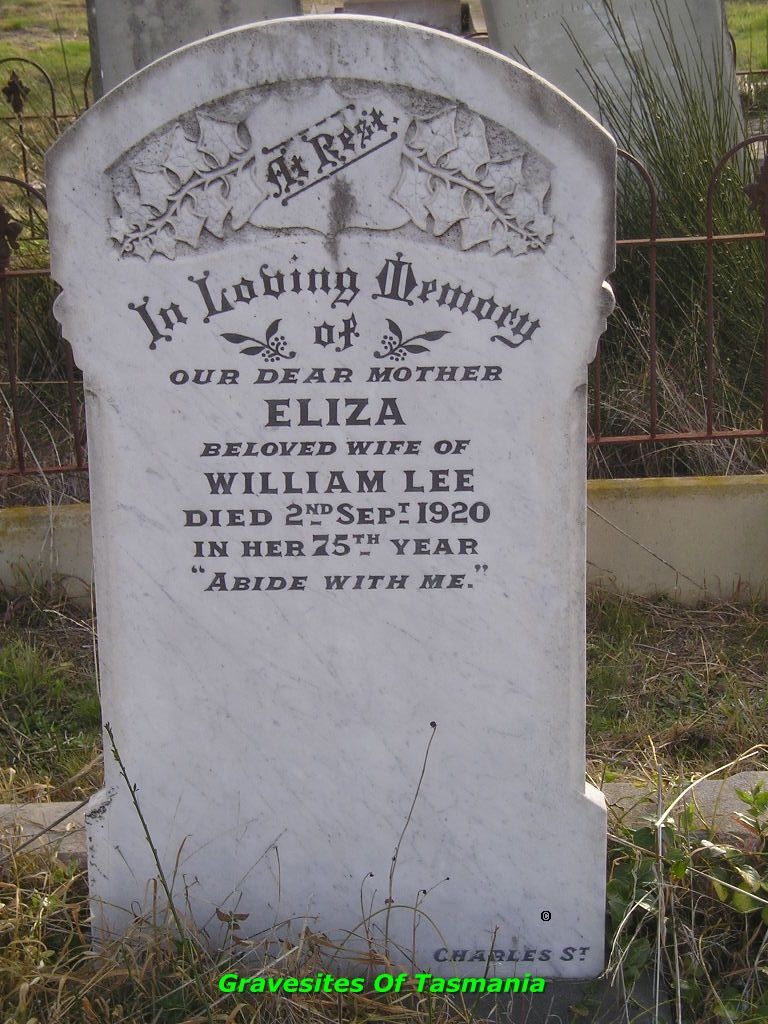 At Rest.
In Loving Memory
of
OUR DEAR MOTHER
ELIZA
BELOVED WIFE OF
WILLIAM LEE
DIED 2ND SEPT 1920
IN HER 75TH YEAR
"ABIDE WITH ME."
©
CHARLES ST
Gravesites Of Tasmania